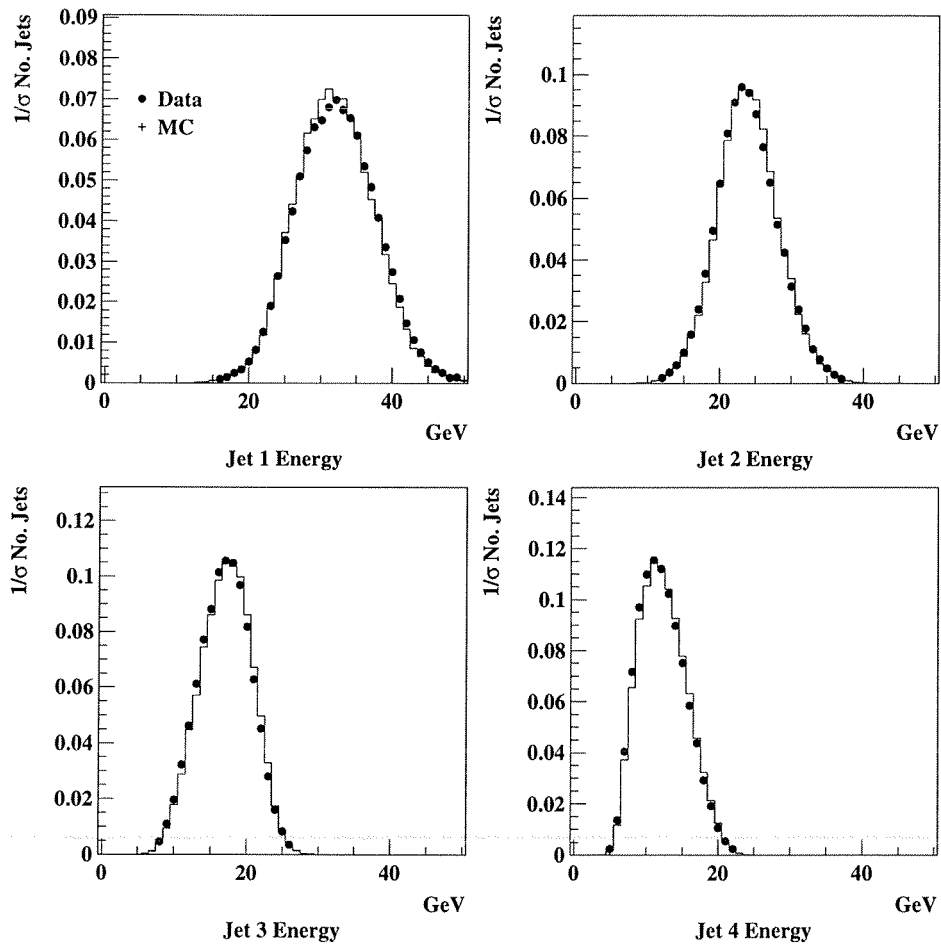 1/σ No. Jets
0.09
0.08
0.07
0.06
0.05
0.04
0.03
0.02
0.01
0
● Data
+ MC
0 20 40
GeV
Jet 1 Energy
1/σ No. Jets
0.1
0.08
0.06
0.04
0.02
0
0 20 40
GeV
Jet 2 Energy
1/σ No. Jets
0.12
0.1
0.08
0.06
0.04
0.02
0
0 20 40
GeV
Jet 3 Energy
1/σ No. Jets
0.14
0.12
0.1
0.08
0.06
0.04
0.02
0
0 20 40
GeV
Jet 4 Energy